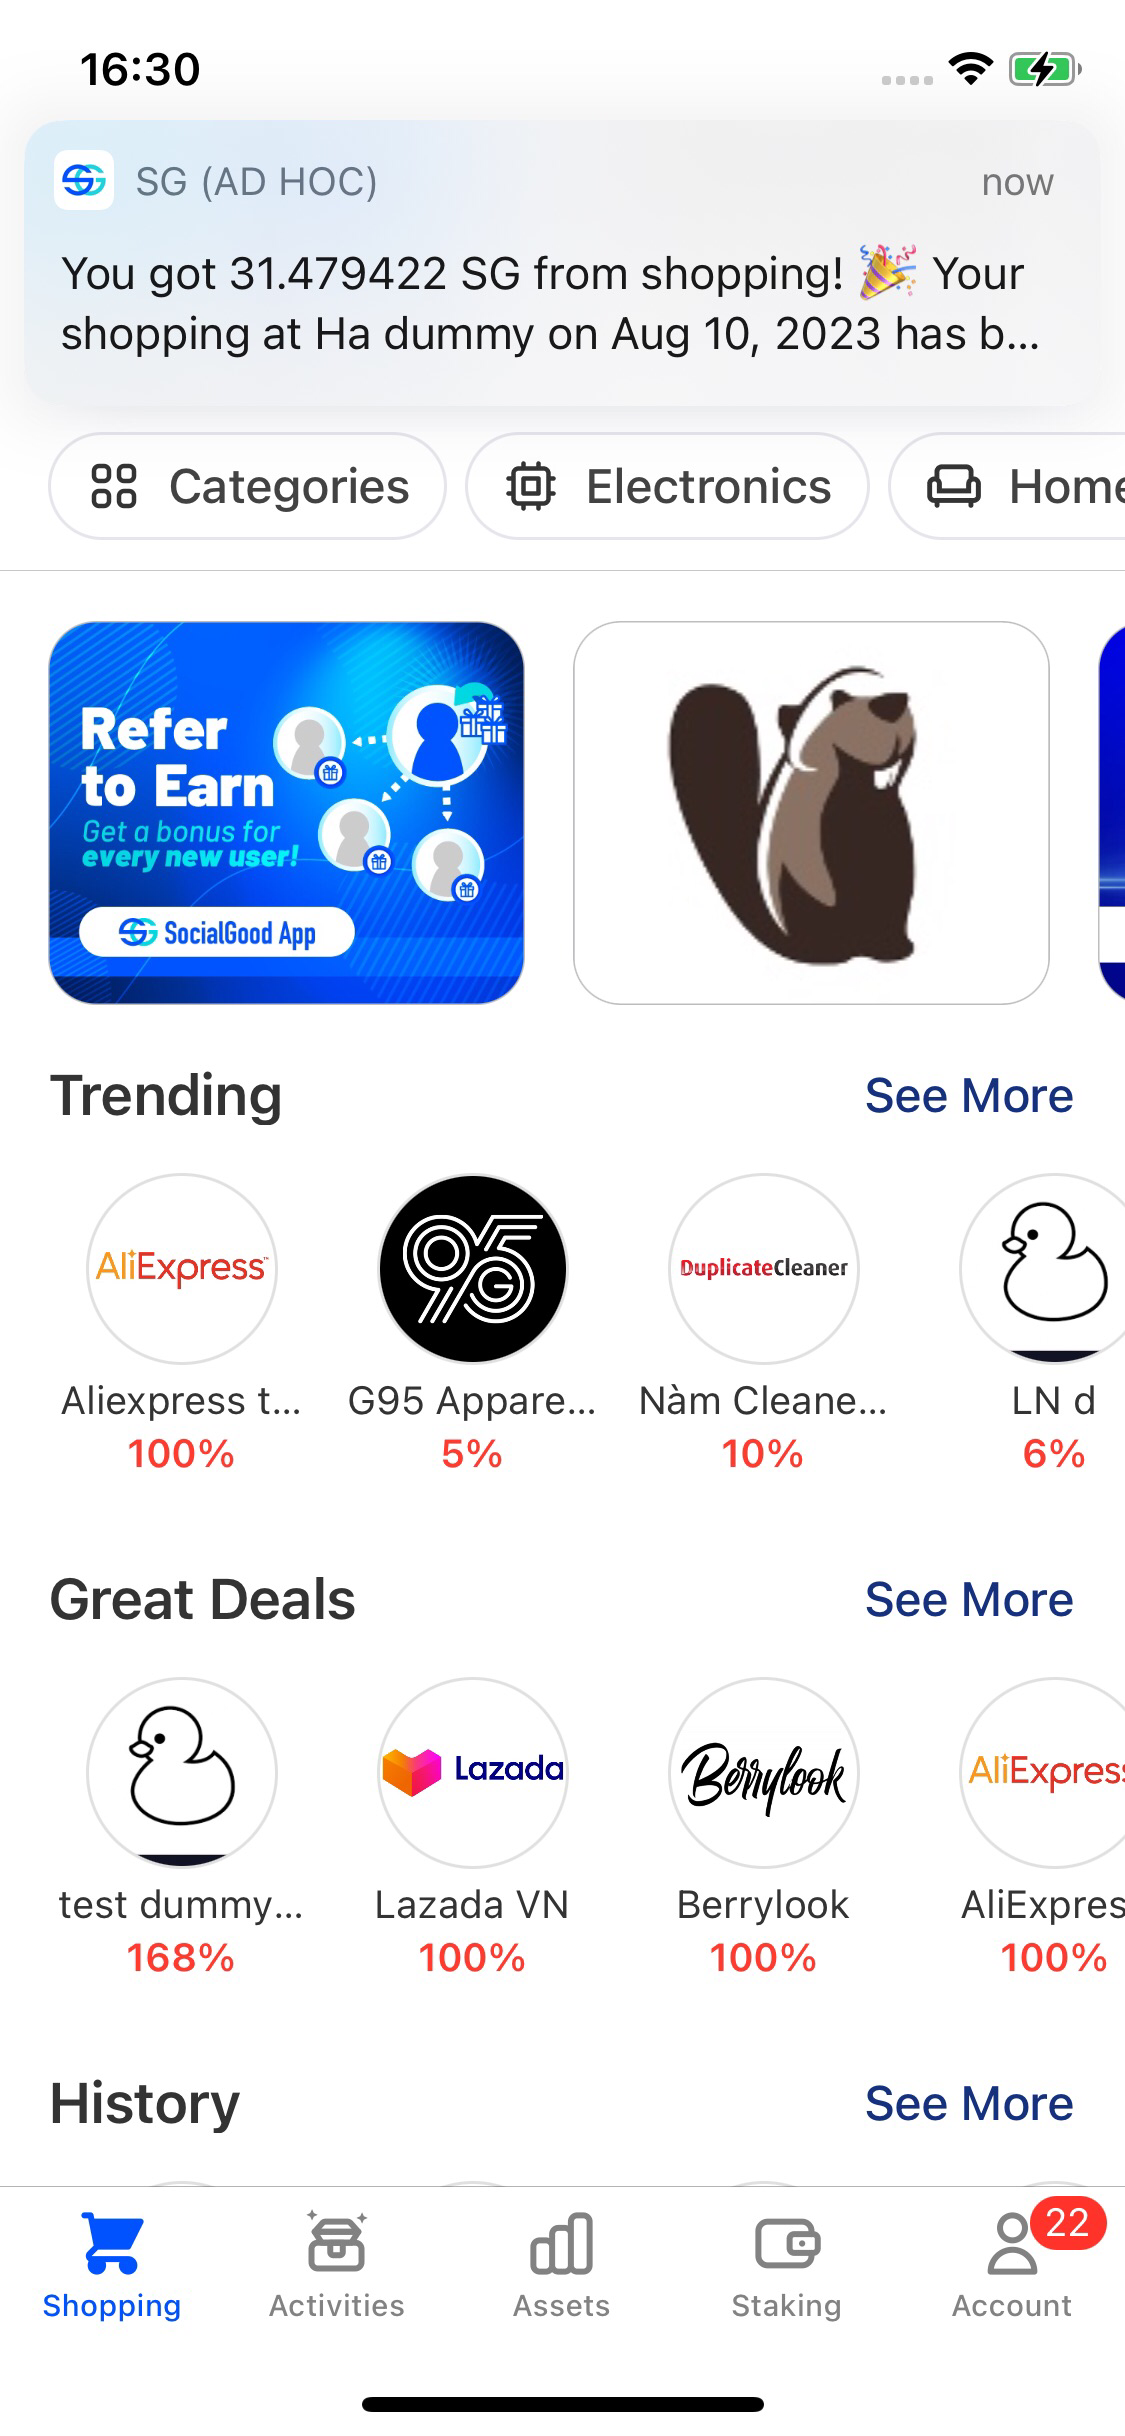 16:30
SG (AD HOC)
now
You got 31.479422 SG from shopping! 🎉 Your
shopping at Ha dummy on Aug 10, 2023 has b...
Categories
Electronics
Home
Refer
to Earn
Get a bonus for
every new user!
SocialGood App
Trending
See More
AliExpress™
95G
DuplicateCleaner
Aliexpress t...
G95 Appare...
Nàm Cleane...
LN d
100%
5%
10%
6%
Great Deals
See More
Lazada
Berrylook
AliExpress
test dummy...
Lazada VN
Berrylook
AliExpres
168%
100%
100%
100%
History
See More
22
Shopping
Activities
Assets
Staking
Account